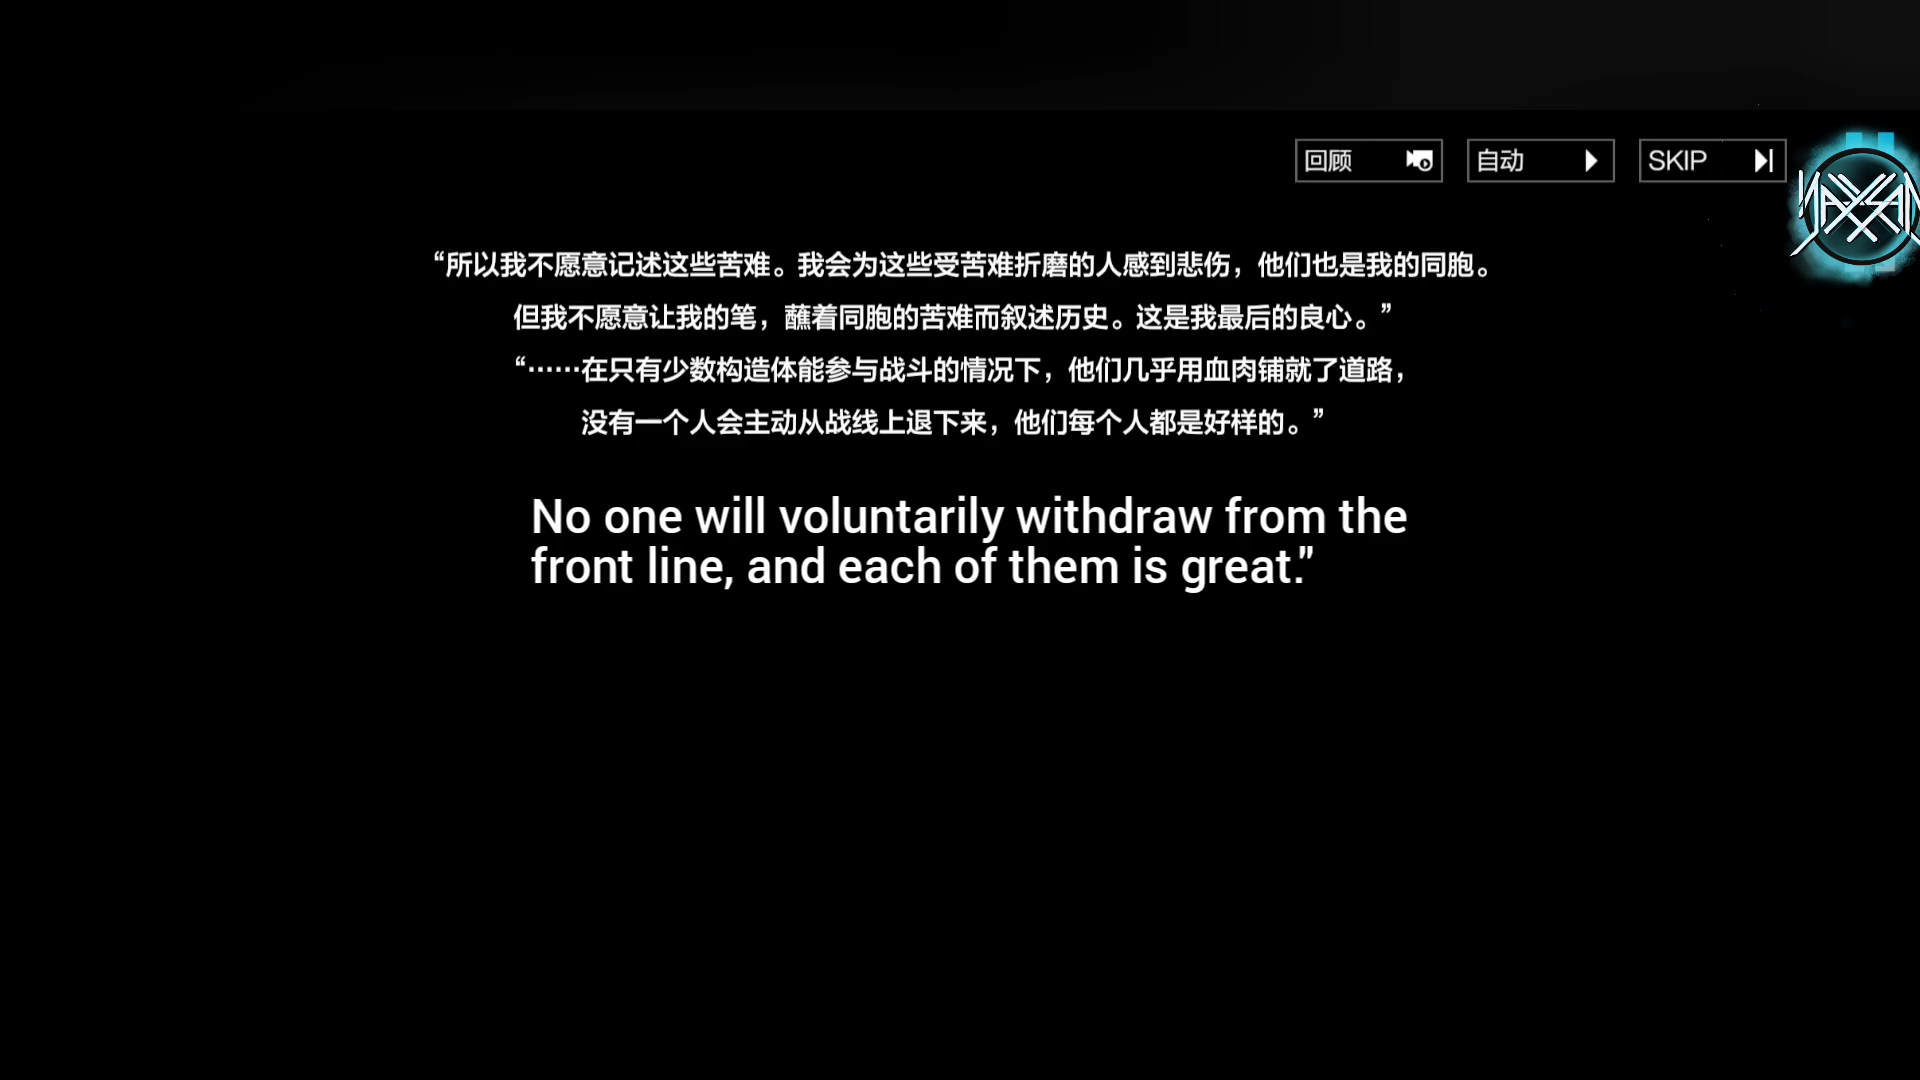 回顾
自动
SKIP
“所以我不愿意记述这些苦难。我会为这些受苦难折磨的人感到悲伤，他们也是我的同胞。
但我不愿意让我的笔，蘸着同胞的苦难而叙述历史。这是我最后的良心。”
“……在只有少数构造体能参与战斗的情况下，他们几乎用血肉铺就了道路，
没有一个人会主动从战线上退下来，他们每个人都是好样的。”
No one will voluntarily withdraw from the
front line, and each of them is great."